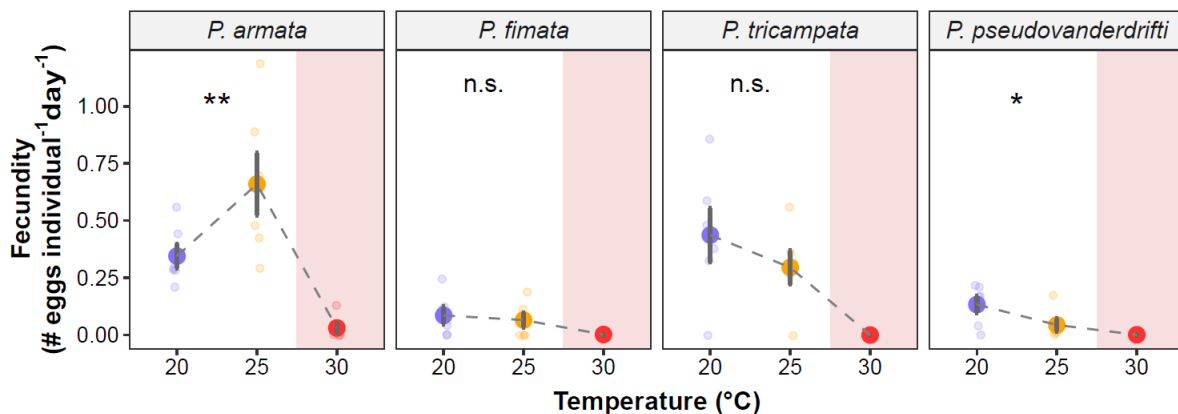 P. armata P. fimata P. tricampata P. pseudovanderdrifti
** n.s. n.s. *
Fecundity
(# eggs individual⁻¹day⁻¹)
1.00
0.75
0.50
0.25
0.00
20 25 30 20 25 30 20 25 30 20 25 30
Temperature (°C)